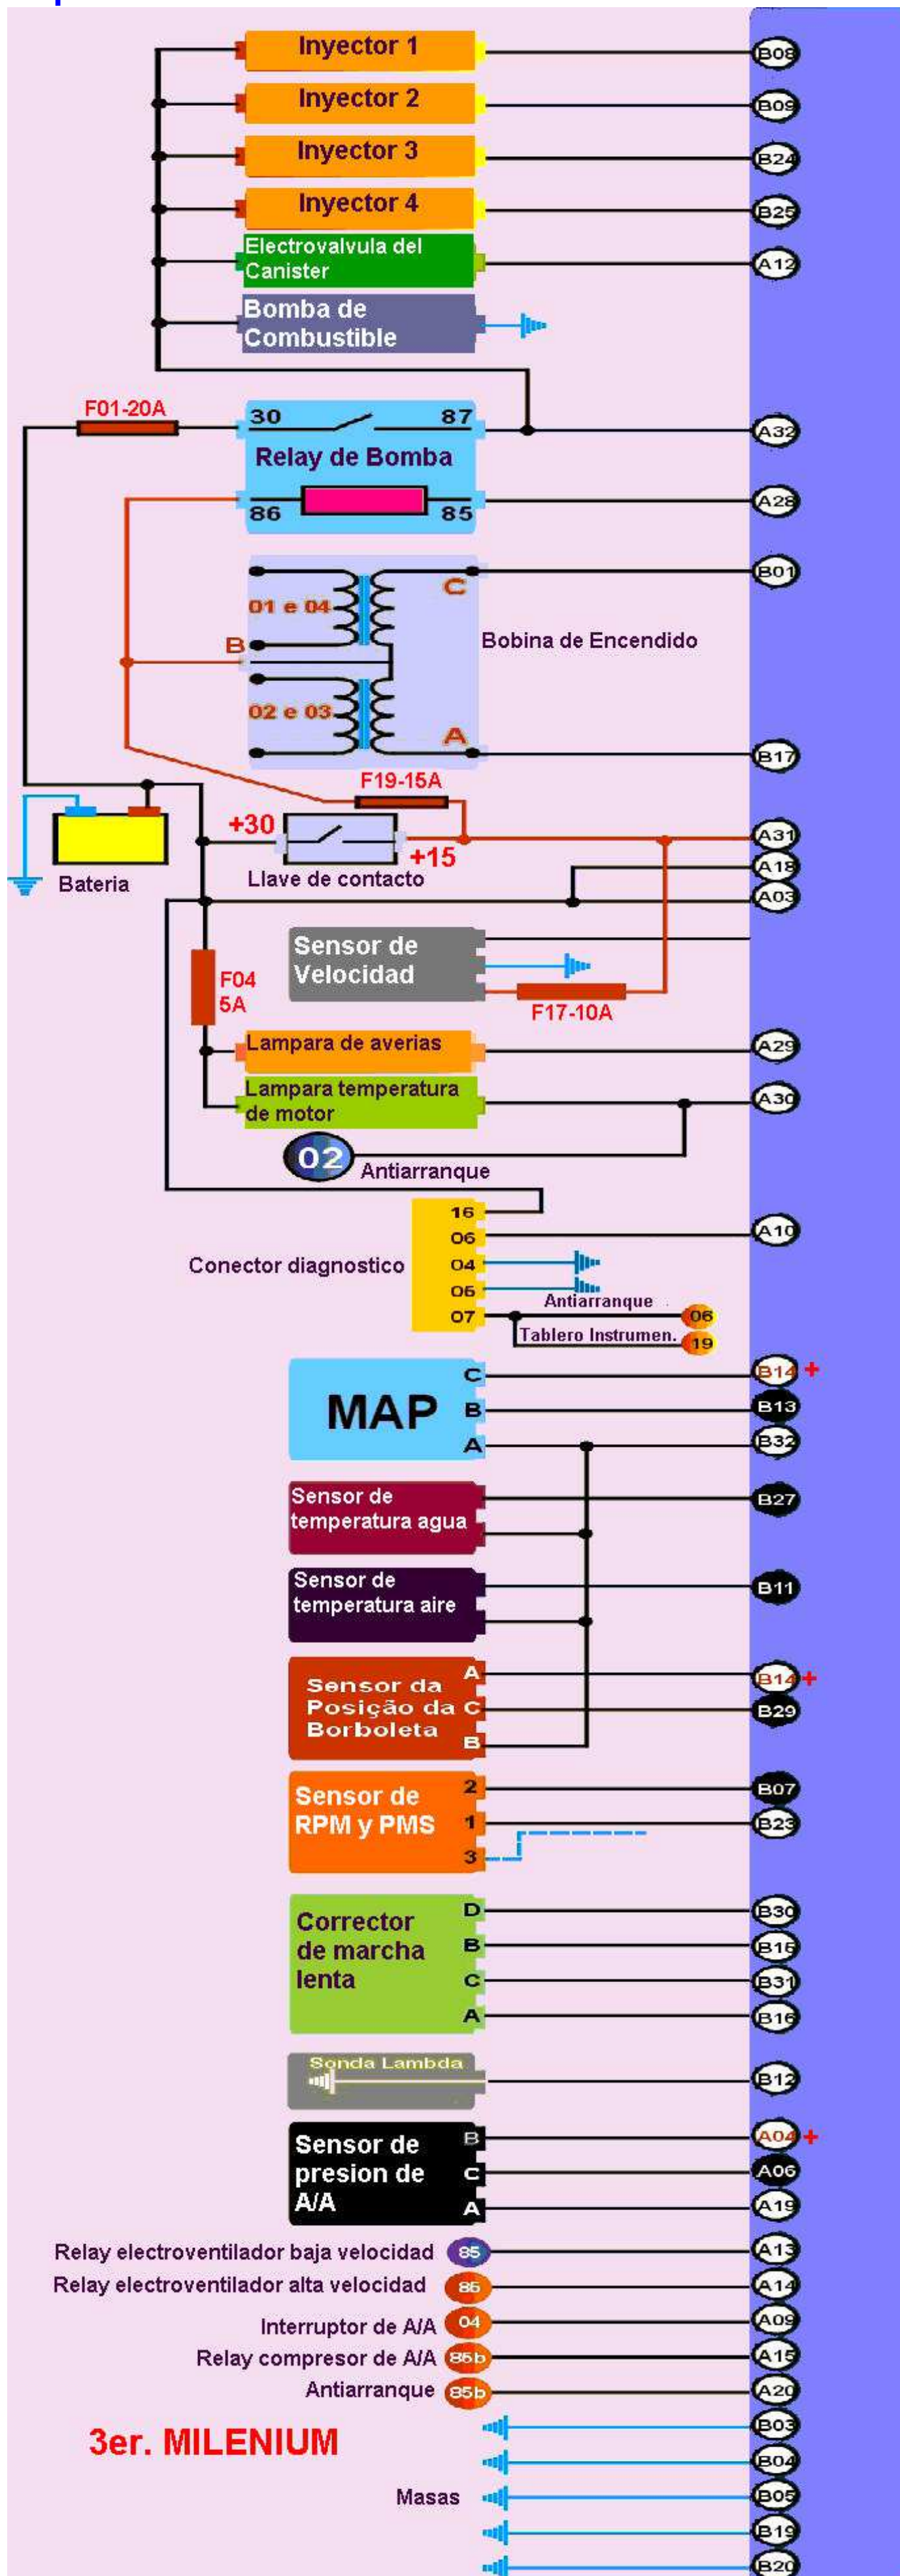 Inyector 1
B08
Inyector 2
B09
Inyector 3
B24
Inyector 4
B25
Electrovalvula del
Canister
A12
Bomba de
Combustible
F01-20A
30
87
A32
Relay de Bomba
86
85
A28
B01
C
01 e 04
B
Bobina de Encendido
02 e 03
A
B17
F19-15A
+30
+15
A31
Bateria
Llave de contacto
A18
A03
Sensor de
Velocidad
F04
5A
F17-10A
Lampara de averias
A29
Lampara temperatura
de motor
A30
02
Antiarranque
16
06
A10
Conector diagnostico
04
05
Antiarranque
07
06
Tablero Instrumen.
19
MAP
C
B14 +
B
B13
A
B32
Sensor de
temperatura agua
B27
Sensor de
temperatura aire
B11
Sensor da
Posição da
Borboleta
A
B14 +
C
B29
B
Sensor de
RPM y PMS
2
B07
1
B23
3
Corrector
de marcha
lenta
D
B30
B
B15
C
B31
A
B16
Sonda Lambda
B12
Sensor de
presion de
A/A
B
A04 +
C
A06
A
A19
Relay electroventilador baja velocidad
85
A13
Relay electroventilador alta velocidad
85
A14
Interruptor de A/A
04
A09
Relay compresor de A/A
85b
A15
Antiarranque
85b
A20
3er. MILENIUM
B03
B04
Masas
B05
B19
B20